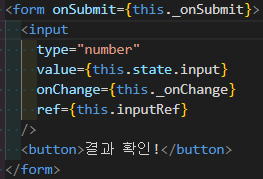 <form onSubmit={this._onSubmit}>
<input
type="number"
value={this.state.input}
onChange={this._onChange}
ref={this.inputRef}
/>
<button>결과 확인!</button>
</form>